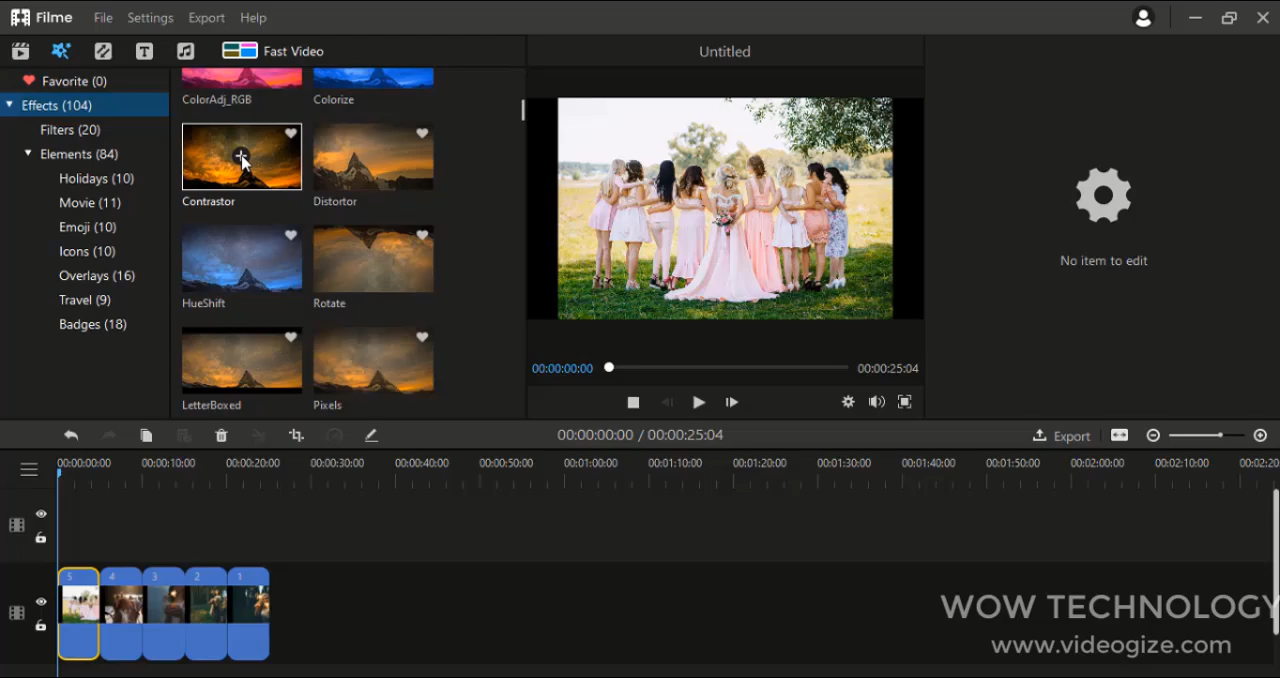 Filme File Settings Export Help
Fast Video
Untitled
Favorite (0)
Effects (104)
Filters (20)
Elements (84)
Holidays (10)
Movie (11)
Emoji (10)
Icons (10)
Overlays (16)
Travel (9)
Badges (18)
ColorAdj_RGB Colorize
Contrastor Distortor
HueShift Rotate
LetterBoxed Pixels
No item to edit
00:00:00:00 00:00:25:04
00:00:00:00 / 00:00:25:04 Export
00:00:00:00 00:00:10:00 00:00:20:00 00:00:30:00 00:00:40:00 00:00:50:00 00:01:00:00 00:01:10:00 00:01:20:00 00:01:30:00 00:01:40:00 00:01:50:00 00:02:00:00 00:02:10:00 00:02:20
5 4 3 2 1
WOW TECHNOLOGY
www.videogize.com